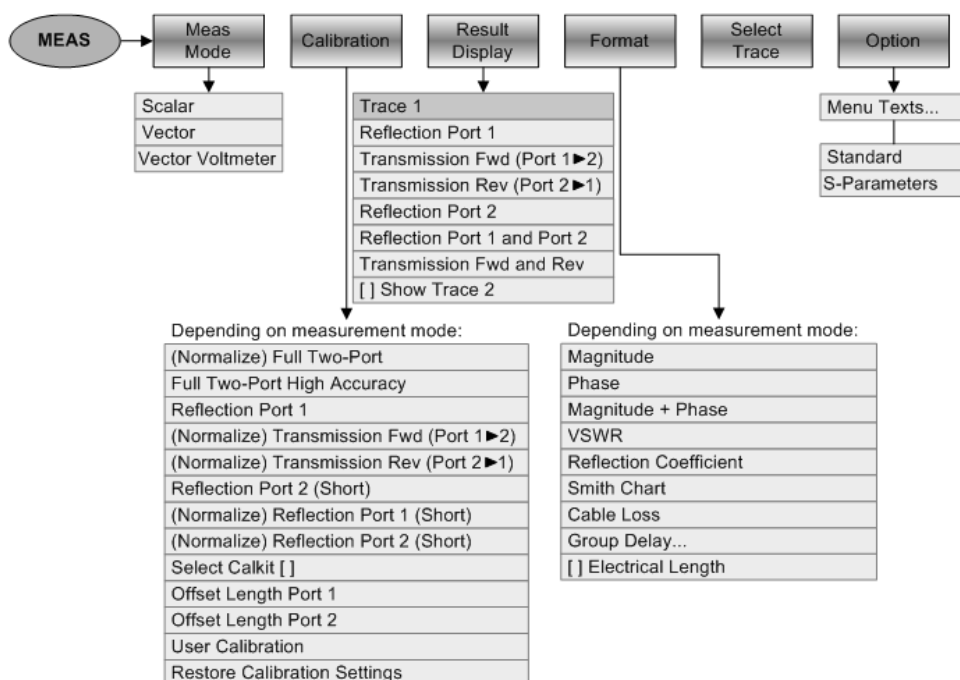 MEAS
Meas
Mode
Calibration
Result
Display
Format
Select
Trace
Option
Scalar
Vector
Vector Voltmeter
Trace 1
Reflection Port 1
Transmission Fwd (Port 1►2)
Transmission Rev (Port 2►1)
Reflection Port 2
Reflection Port 1 and Port 2
Transmission Fwd and Rev
[ ] Show Trace 2
Menu Texts...
Standard
S-Parameters
Depending on measurement mode:
(Normalize) Full Two-Port
Full Two-Port High Accuracy
Reflection Port 1
(Normalize) Transmission Fwd (Port 1►2)
(Normalize) Transmission Rev (Port 2►1)
Reflection Port 2 (Short)
(Normalize) Reflection Port 1 (Short)
(Normalize) Reflection Port 2 (Short)
Select Calkit [ ]
Offset Length Port 1
Offset Length Port 2
User Calibration
Restore Calibration Settings
Depending on measurement mode:
Magnitude
Phase
Magnitude + Phase
VSWR
Reflection Coefficient
Smith Chart
Cable Loss
Group Delay...
[ ] Electrical Length